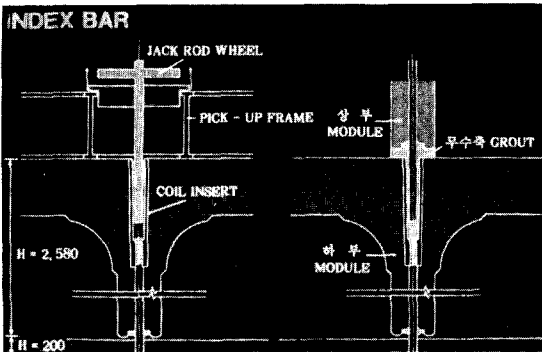 INDEX BAR
JACK ROD WHEEL
PICK - UP FRAME
COIL INSERT
H = 2,580
H = 200
상 부
MODULE
무수축 GROUT
하 부
MODULE